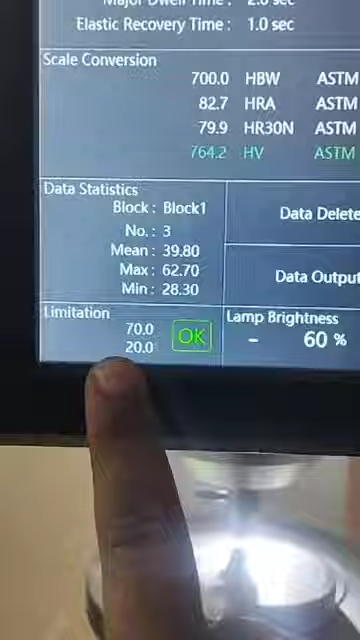 Major Dwell Time : 2.0 sec
Elastic Recovery Time : 1.0 sec
Scale Conversion
700.0 HBW ASTM
82.7 HRA ASTM
79.9 HR30N ASTM
764.2 HV ASTM
Data Statistics
Block : Block1
No. : 3
Mean : 39.80
Max : 62.70
Min : 28.30
Data Delete
Data Output
Limitation
70.0
20.0
OK
Lamp Brightness
- 60 %